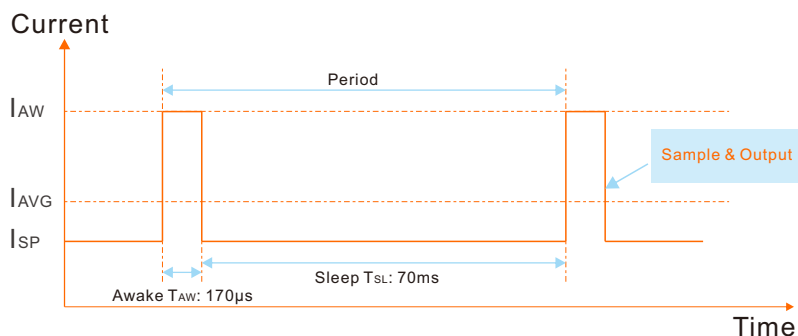 Current
Period
IAW
Sample & Output
IAVG
ISP
Sleep TSL: 70ms
Awake TAW: 170μs
Time